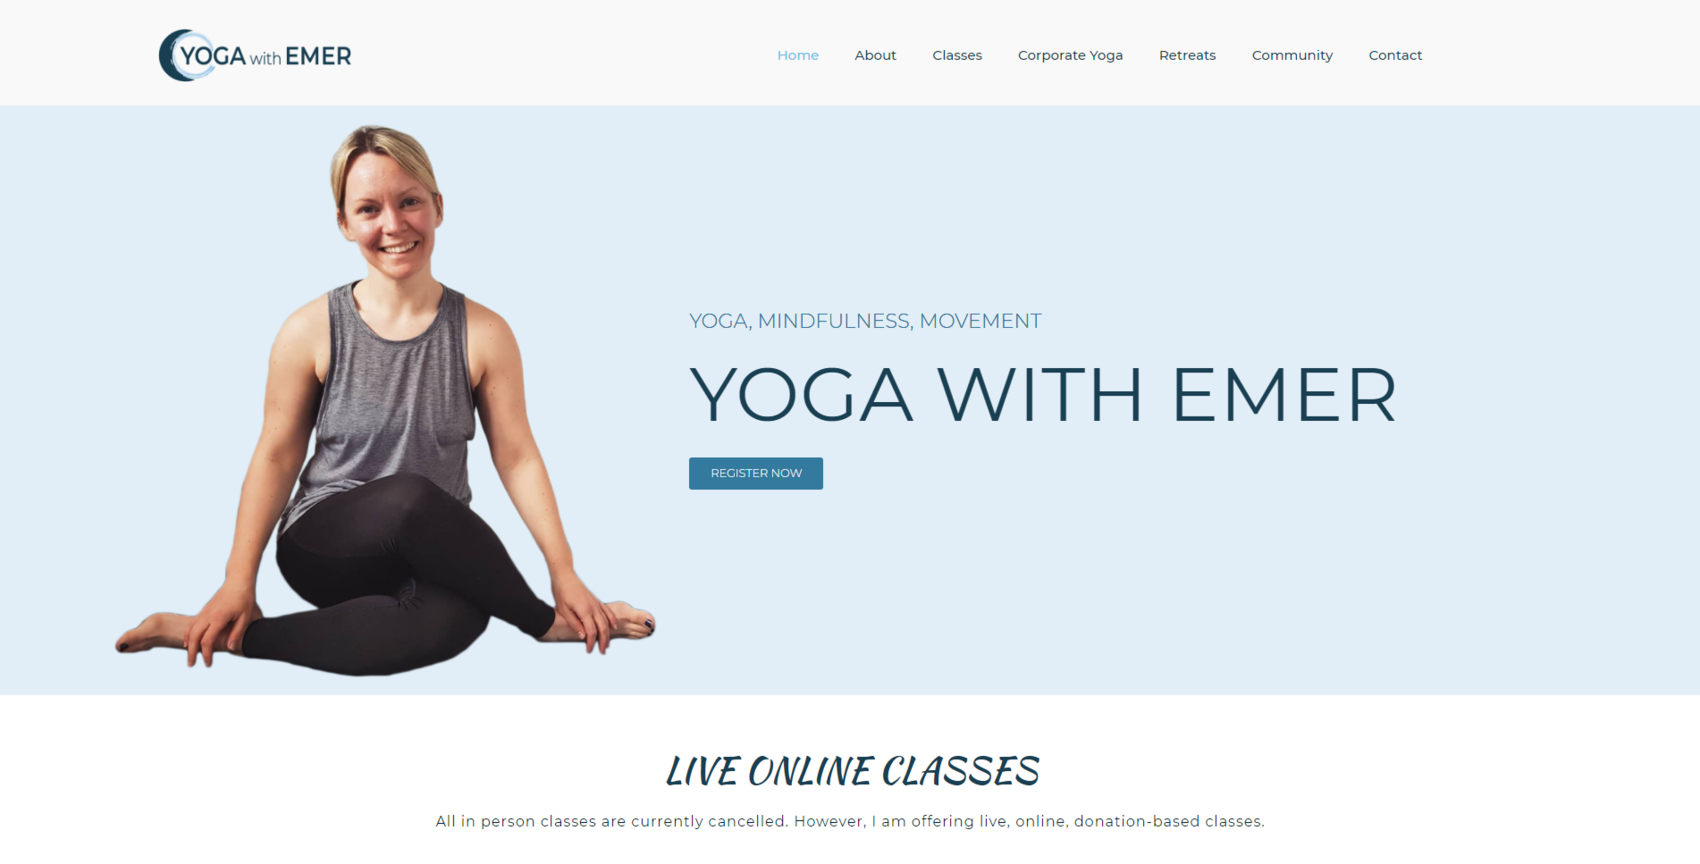 YOGA with EMER
Home About Classes Corporate Yoga Retreats Community Contact
YOGA, MINDFULNESS, MOVEMENT
YOGA WITH EMER
REGISTER NOW
LIVE ONLINE CLASSES
All in person classes are currently cancelled. However, I am offering live, online, donation-based classes.